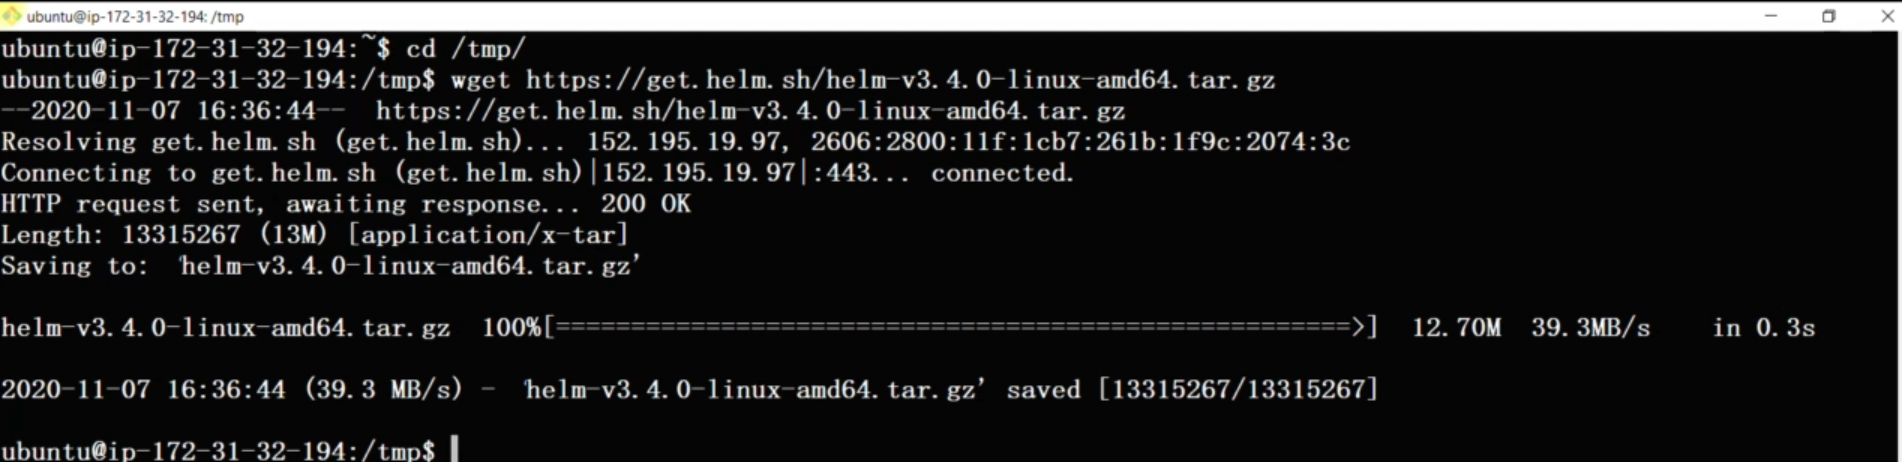 ubuntu@ip-172-31-32-194: /tmp
ubuntu@ip-172-31-32-194:~$ cd /tmp/
ubuntu@ip-172-31-32-194:/tmp$ wget https://get.helm.sh/helm-v3.4.0-linux-amd64.tar.gz
--2020-11-07 16:36:44--  https://get.helm.sh/helm-v3.4.0-linux-amd64.tar.gz
Resolving get.helm.sh (get.helm.sh)... 152.195.19.97, 2606:2800:11f:1cb7:261b:1f9c:2074:3c
Connecting to get.helm.sh (get.helm.sh)|152.195.19.97|:443... connected.
HTTP request sent, awaiting response... 200 OK
Length: 13315267 (13M) [application/x-tar]
Saving to: ‘helm-v3.4.0-linux-amd64.tar.gz’
helm-v3.4.0-linux-amd64.tar.gz  100%[=====================================================>]  12.70M  39.3MB/s    in 0.3s
2020-11-07 16:36:44 (39.3 MB/s) - ‘helm-v3.4.0-linux-amd64.tar.gz’ saved [13315267/13315267]
ubuntu@ip-172-31-32-194:/tmp$